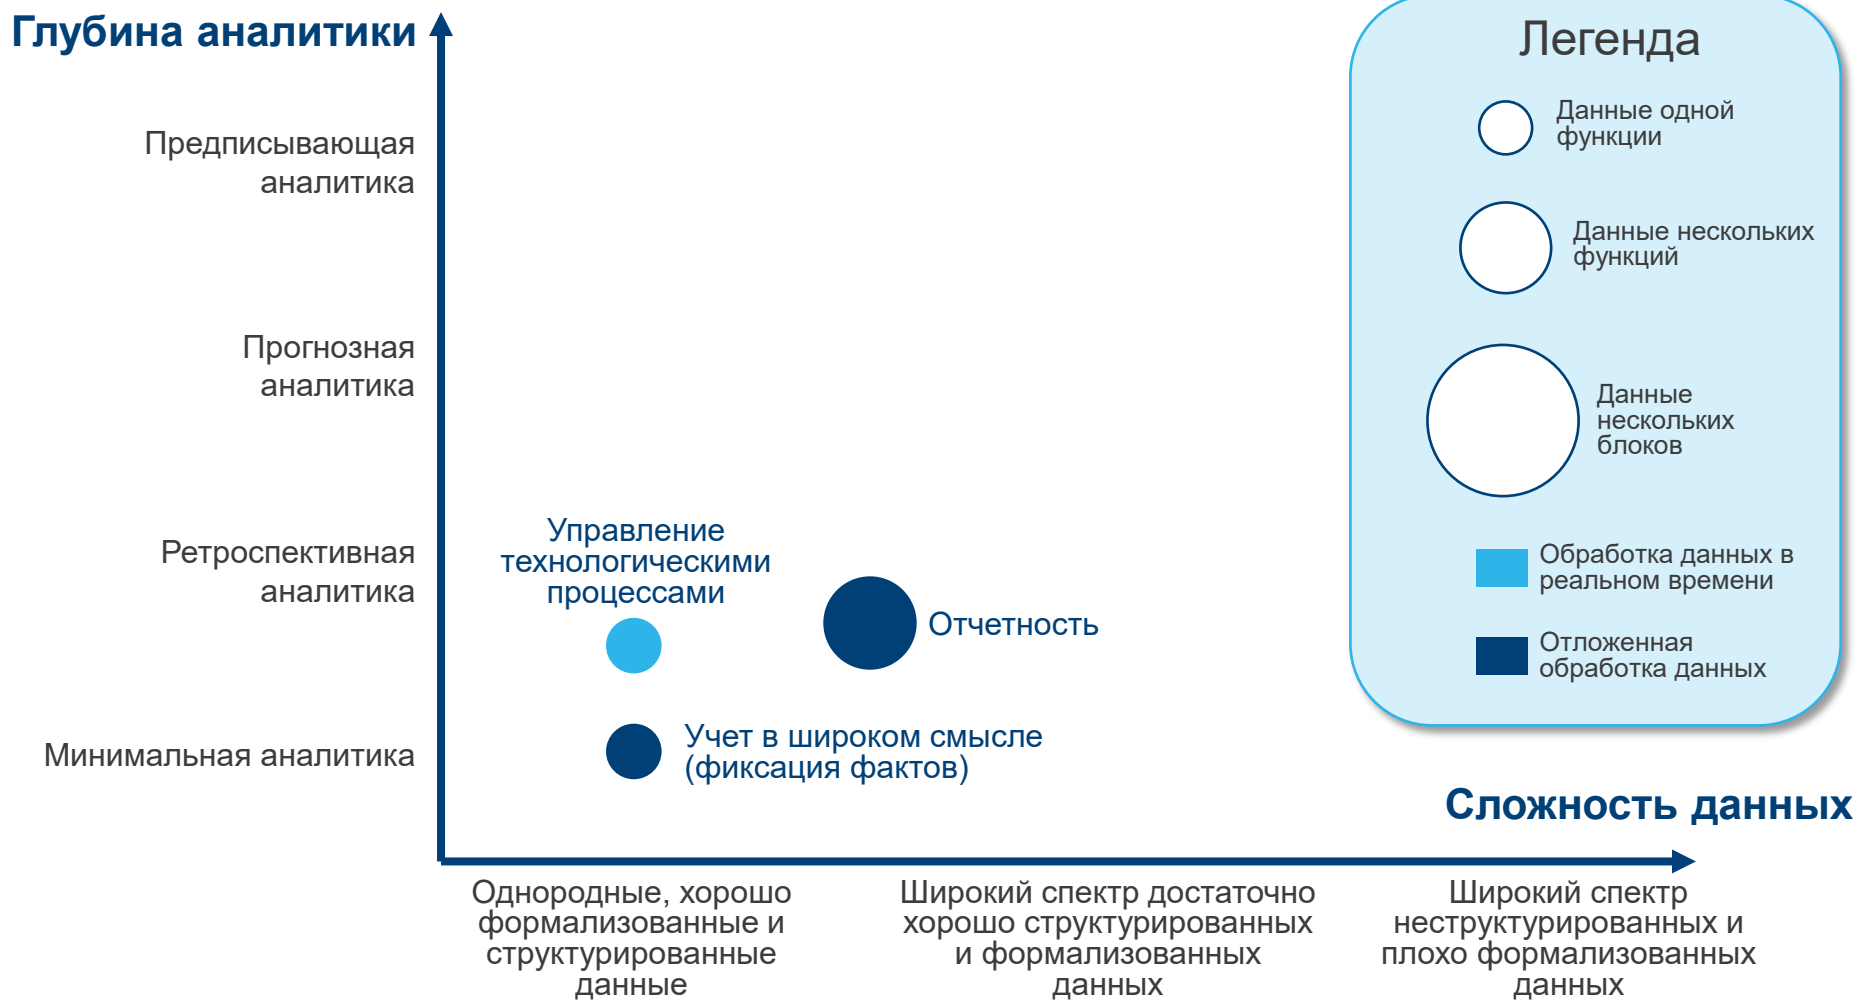 Глубина аналитики
Предписывающая
аналитика
Прогнозная
аналитика
Ретроспективная
аналитика
Минимальная аналитика
Управление
технологическими
процессами
Отчетность
Учет в широком смысле
(фиксация фактов)
Легенда
Данные одной
функции
Данные нескольких
функций
Данные
нескольких
блоков
Обработка данных в
реальном времени
Отложенная
обработка данных
Сложность данных
Однородные, хорошо
формализованные и
структурированные
данные
Широкий спектр достаточно
хорошо структурированных
и формализованных
данных
Широкий спектр
неструктурированных и
плохо формализованных
данных